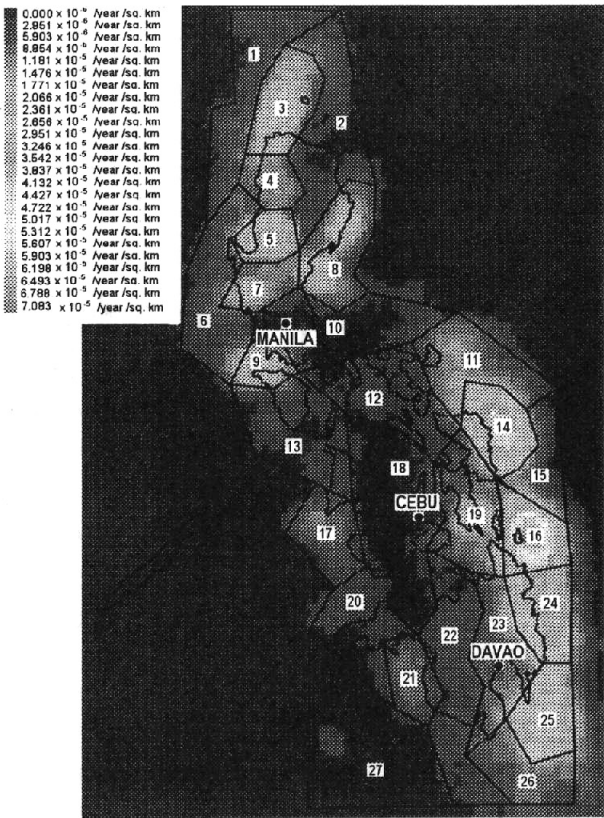 0.000 x 10⁻⁶ /year/sq. km
2.951 x 10⁻⁶ /year/sq. km
5.903 x 10⁻⁶ /year/sq. km
8.854 x 10⁻⁶ /year/sq. km
1.181 x 10⁻⁵ /year/sq. km
1.476 x 10⁻⁵ /year/sq. km
1.771 x 10⁻⁵ /year/sq. km
2.066 x 10⁻⁵ /year/sq. km
2.361 x 10⁻⁵ /year/sq. km
2.656 x 10⁻⁵ /year/sq. km
2.951 x 10⁻⁵ /year/sq. km
3.246 x 10⁻⁵ /year/sq. km
3.542 x 10⁻⁵ /year/sq. km
3.837 x 10⁻⁵ /year/sq. km
4.132 x 10⁻⁵ /year/sq. km
4.427 x 10⁻⁵ /year/sq. km
4.722 x 10⁻⁵ /year/sq. km
5.017 x 10⁻⁵ /year/sq. km
5.312 x 10⁻⁵ /year/sq. km
5.607 x 10⁻⁵ /year/sq. km
5.903 x 10⁻⁵ /year/sq. km
6.198 x 10⁻⁵ /year/sq. km
6.493 x 10⁻⁵ /year/sq. km
6.788 x 10⁻⁵ /year/sq. km
7.083 x 10⁻⁵ /year/sq. km
1
3
2
4
5
8
7
6
10
MANILA
9
11
12
14
13
18
15
CEBU
19
17
16
20
24
23
22
DAVAO
21
25
27
26